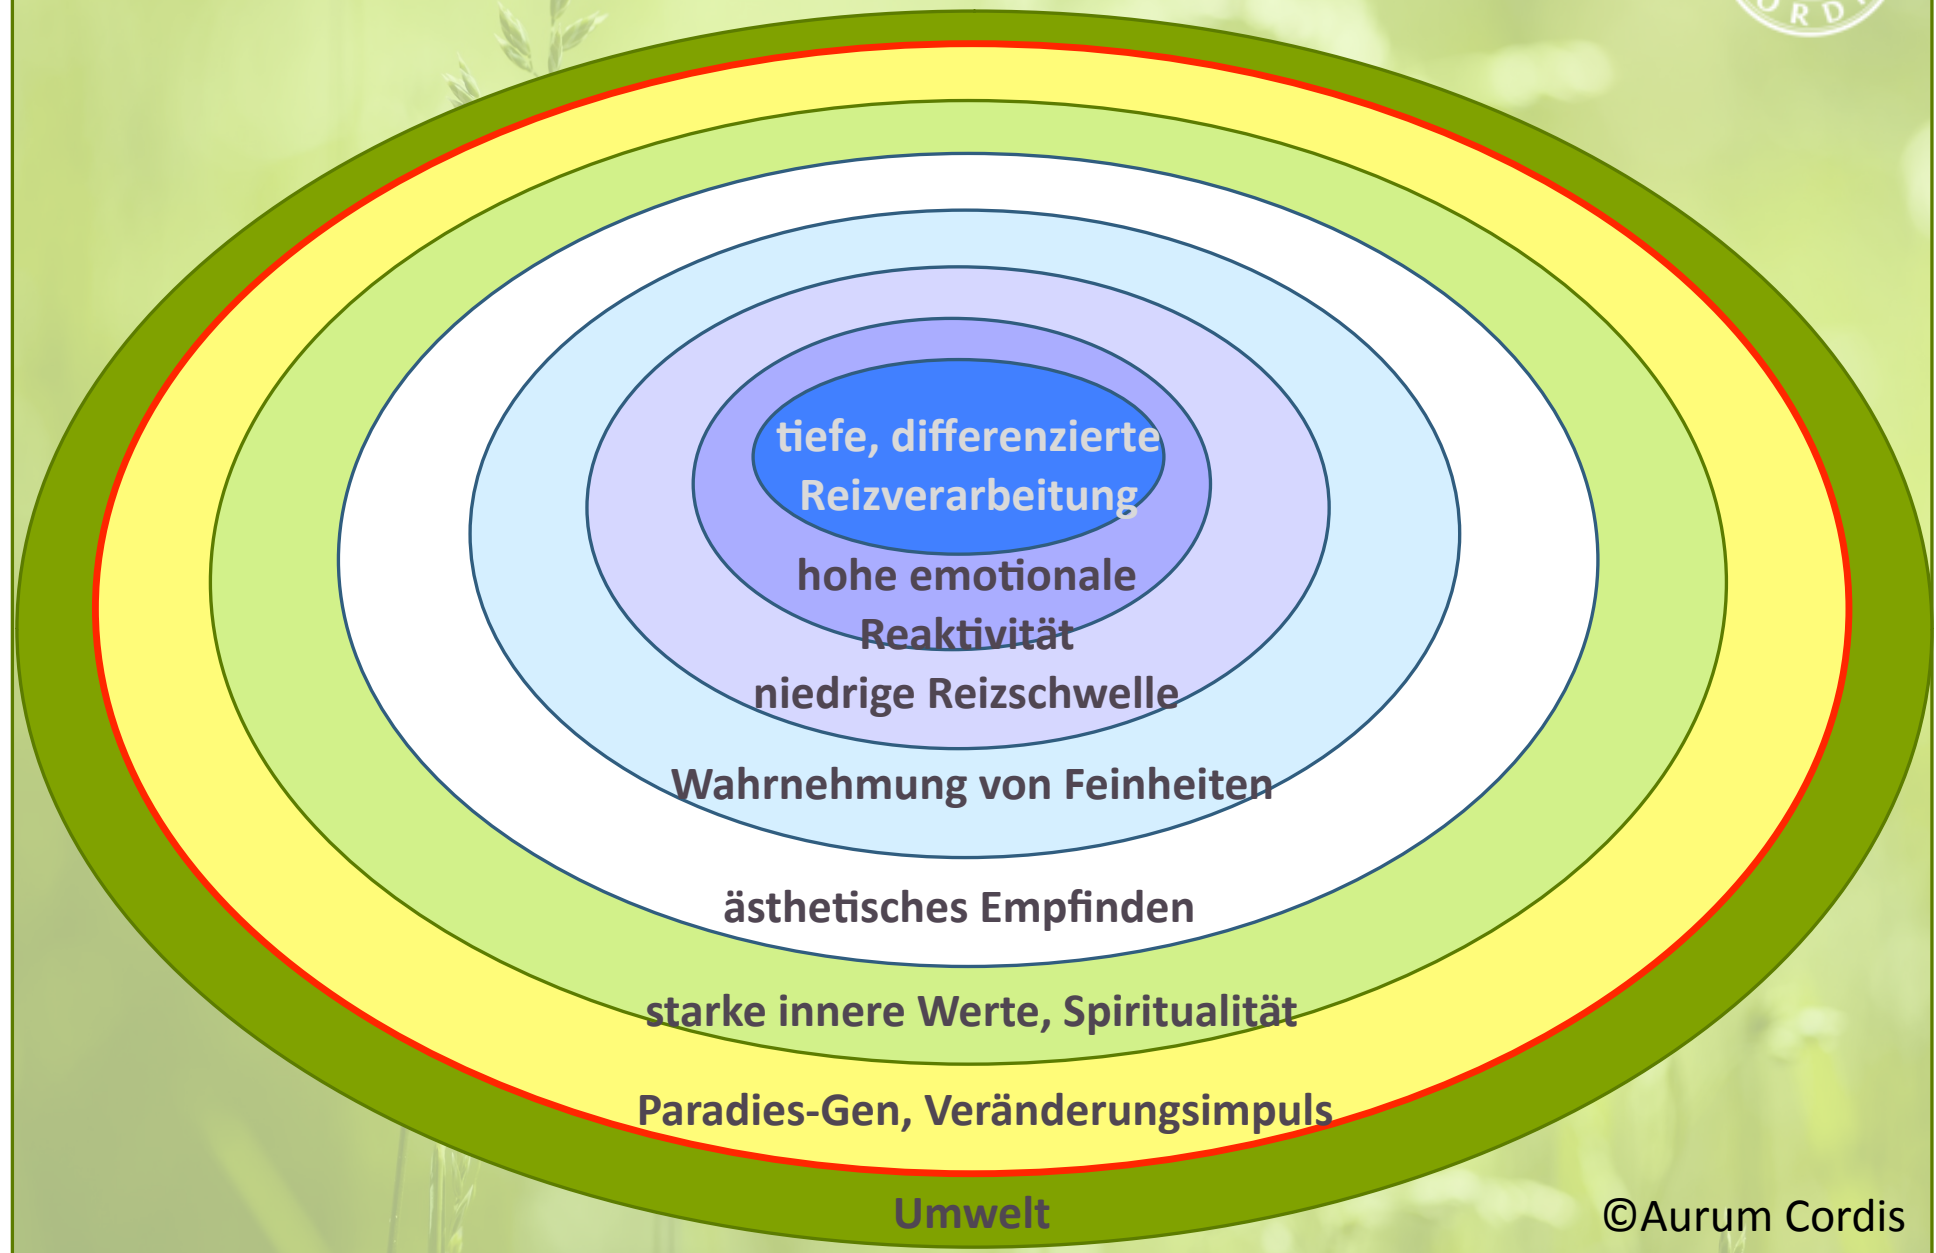 ORDI
tiefe, differenzierte
Reizverarbeitung
hohe emotionale
Reaktivität
niedrige Reizschwelle
Wahrnehmung von Feinheiten
ästhetisches Empfinden
starke innere Werte, Spiritualität
Paradies-Gen, Veränderungsimpuls
Umwelt
©Aurum Cordis